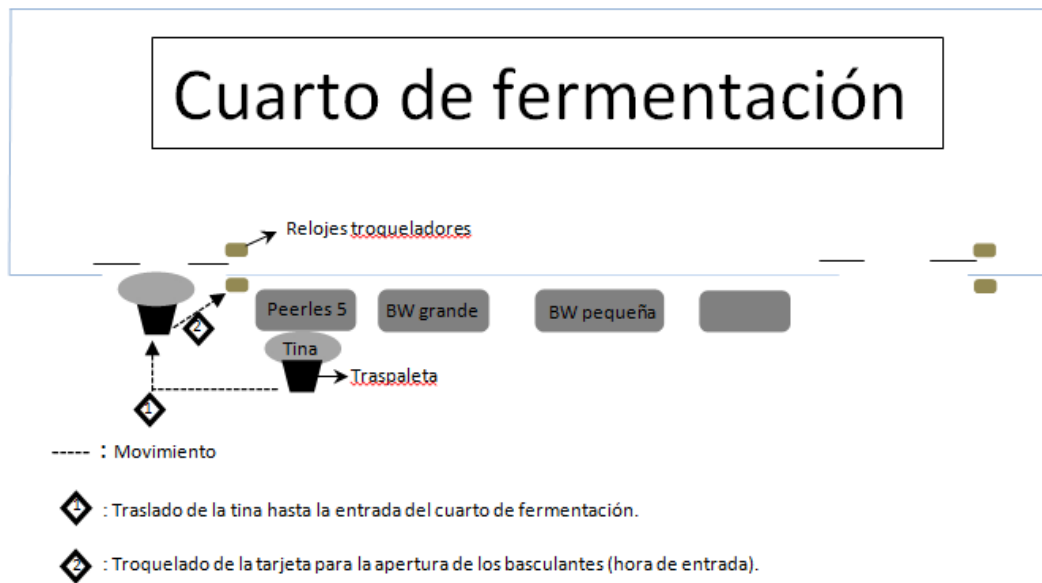 Cuarto de fermentación
Relojes troqueladores
Peerles 5
BW grande
BW pequeña
Tina
Traspaleta
2
1
----- : Movimiento
1 : Traslado de la tina hasta la entrada del cuarto de fermentación.
2 : Troquelado de la tarjeta para la apertura de los basculantes (hora de entrada).